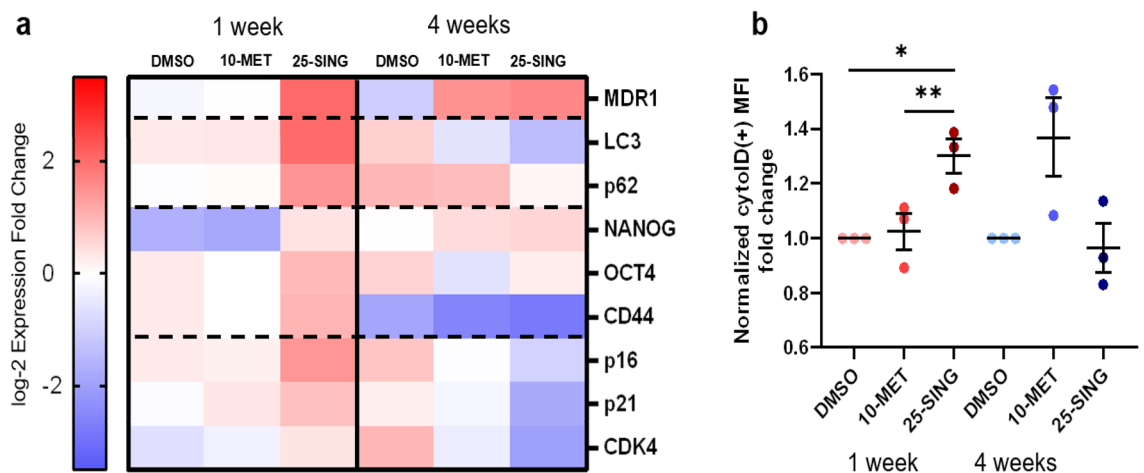 a
1 week
4 weeks
DMSO 10-MET 25-SING DMSO 10-MET 25-SING
log-2 Expression Fold Change
2
0
-2
MDR1
LC3
p62
NANOG
OCT4
CD44
p16
p21
CDK4
b
Normalized cytoID(+) MFI
fold change
1.6
1.4
1.2
1.0
0.8
0.6
*
**
DMSO 10-MET 25-SING DMSO 10-MET 25-SING
1 week 4 weeks